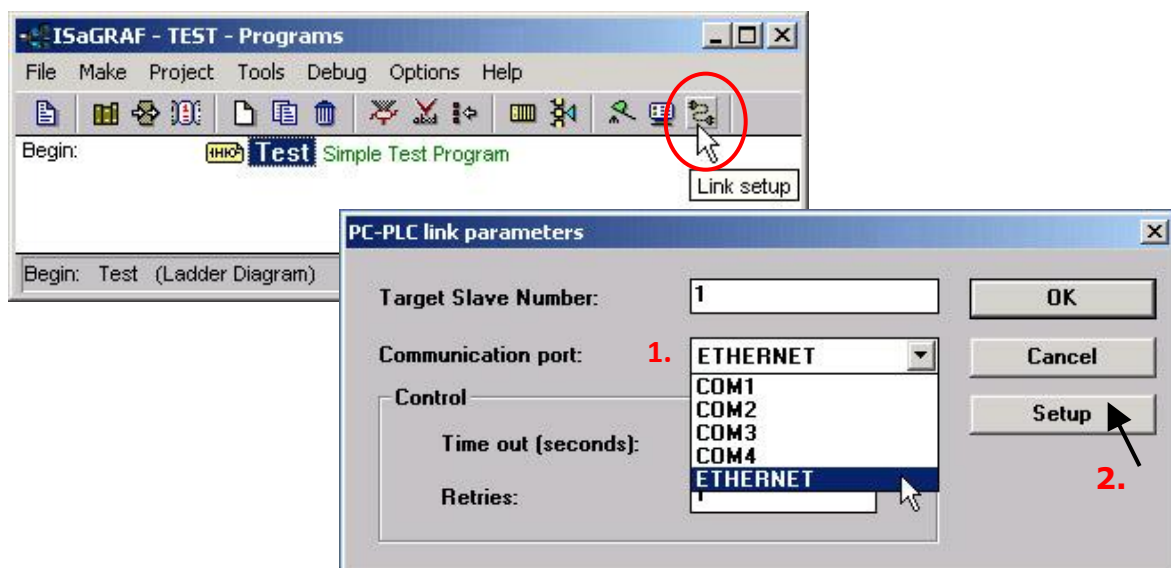 ISaGRAF - TEST - Programs
File Make Project Tools Debug Options Help
Begin: Test Simple Test Program
Link setup
Begin: Test (Ladder Diagram)
PC-PLC link parameters
Target Slave Number: 1
OK
Communication port: 1. ETHERNET
Cancel
COM1
COM2
COM3
COM4
ETHERNET
Setup
2.
Control
Time out (seconds):
Retries: